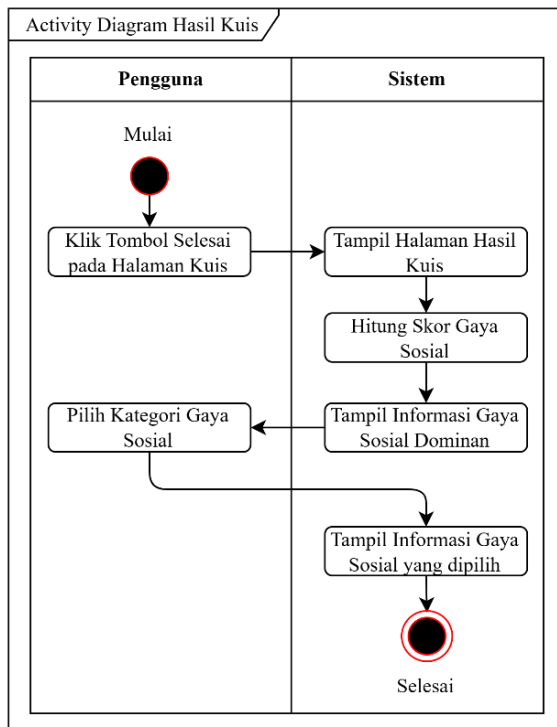 Activity Diagram Hasil Kuis
Pengguna
Sistem
Mulai
Klik Tombol Selesai
pada Halaman Kuis
Tampil Halaman Hasil
Kuis
Hitung Skor Gaya
Sosial
Tampil Informasi Gaya
Sosial Dominan
Pilih Kategori Gaya
Sosial
Tampil Informasi Gaya
Sosial yang dipilih
Selesai